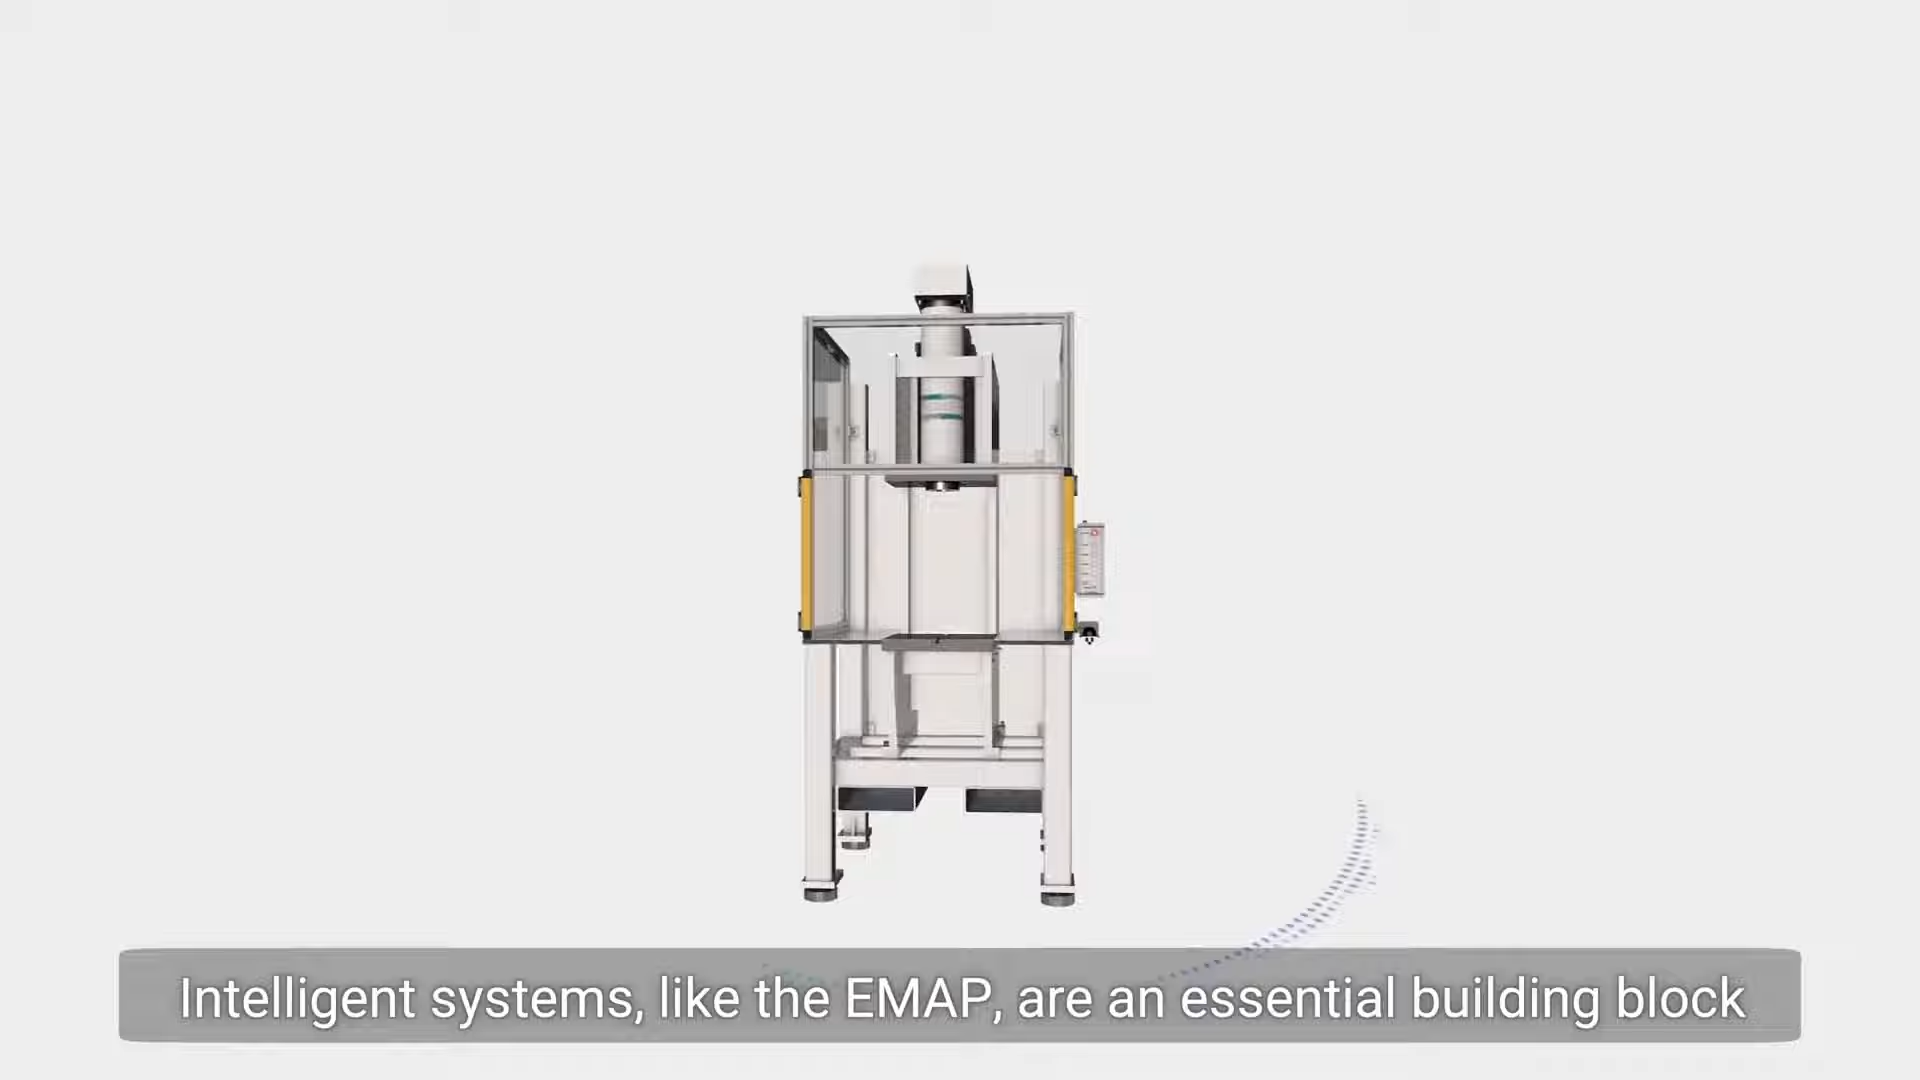 Intelligent systems, like the EMAP, are an essential building block